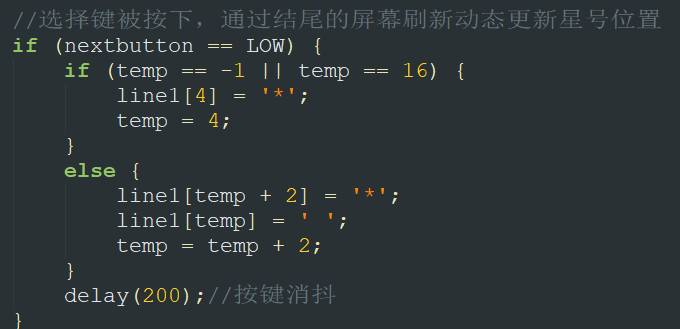 //选择键被按下，通过结尾的屏幕刷新动态更新星号位置
if (nextbutton == LOW) {
    if (temp == -1 || temp == 16) {
        line1[4] = '*';
        temp = 4;
    }
    else {
        line1[temp + 2] = '*';
        line1[temp] = ' ';
        temp = temp + 2;
    }
    delay(200);//按键消抖
}